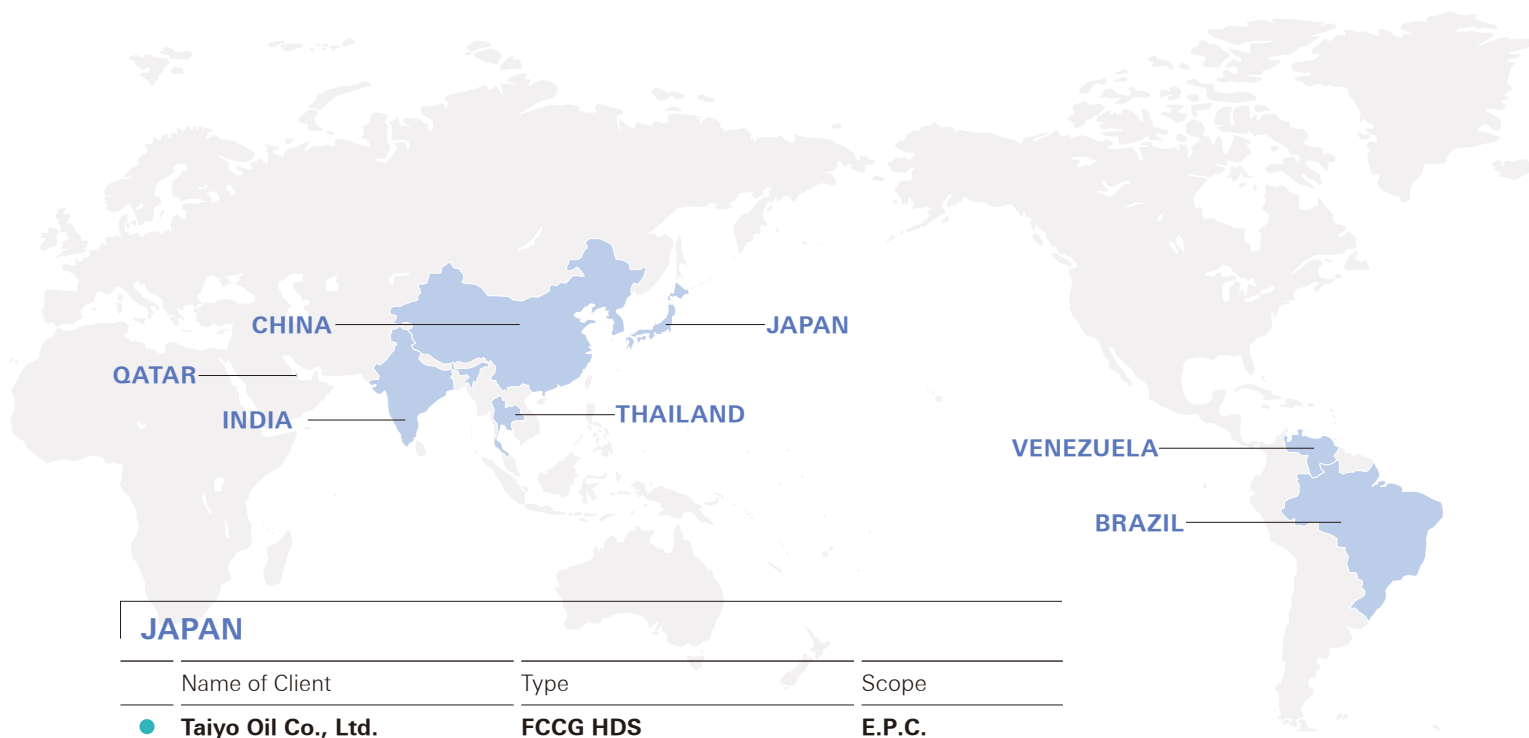 CHINA
JAPAN
QATAR
INDIA
THAILAND
VENEZUELA
BRAZIL
JAPAN
Name of Client Type Scope
Taiyo Oil Co., Ltd. FCCG HDS E.P.C.